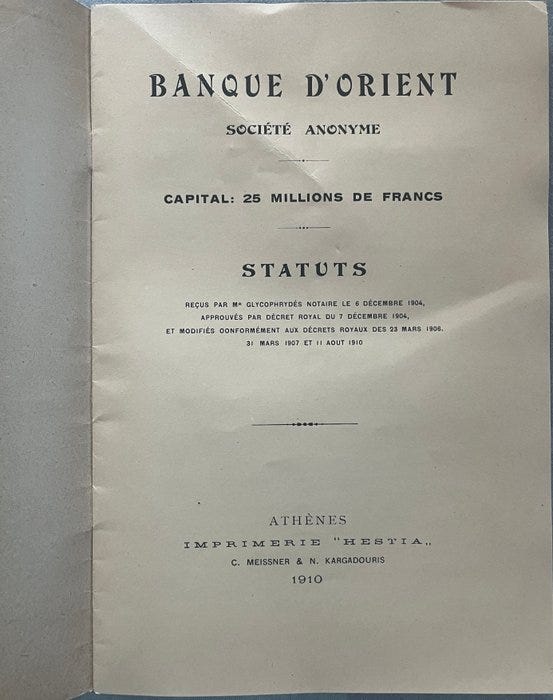 BANQUE D'ORIENT
SOCIÉTÉ ANONYME
CAPITAL: 25 MILLIONS DE FRANCS
STATUTS
REÇUS PAR Me GLYCOPHRYDÉS NOTAIRE LE 6 DÉCEMBRE 1904,
APPROUVÉS PAR DÉCRET ROYAL DU 7 DÉCEMBRE 1904,
ET MODIFIÉS OONFORMÉMENT AUX DÉCRETS ROYAUX DES 23 MARS 1906.
31 MARS 1907 ET 11 AOUT 1910
ATHÈNES
IMPRIMERIE "HESTIA„
C. MEISSNER & N. KARGADOURIS
1910